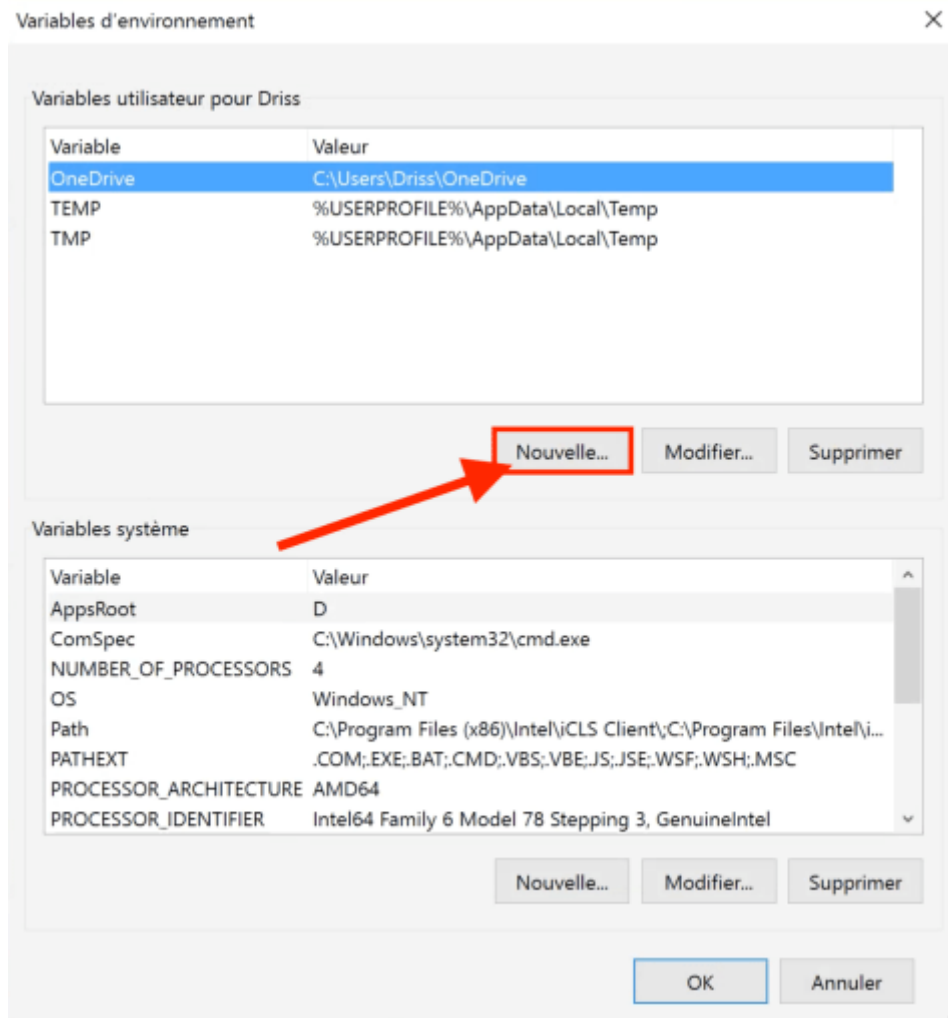 Variables d'environnement
Variables utilisateur pour Driss
Variable Valeur
OneDrive C:\Users\Driss\OneDrive
TEMP %USERPROFILE%\AppData\Local\Temp
TMP %USERPROFILE%\AppData\Local\Temp
Nouvelle... Modifier... Supprimer
Variables système
Variable Valeur
AppsRoot D
ComSpec C:\Windows\system32\cmd.exe
NUMBER_OF_PROCESSORS 4
OS Windows_NT
Path C:\Program Files (x86)\Intel\iCLS Client\;C:\Program Files\Intel\i...
PATHEXT .COM;.EXE;.BAT;.CMD;.VBS;.VBE;.JS;.JSE;.WSF;.WSH;.MSC
PROCESSOR_ARCHITECTURE AMD64
PROCESSOR_IDENTIFIER Intel64 Family 6 Model 78 Stepping 3, GenuineIntel
Nouvelle... Modifier... Supprimer
OK Annuler